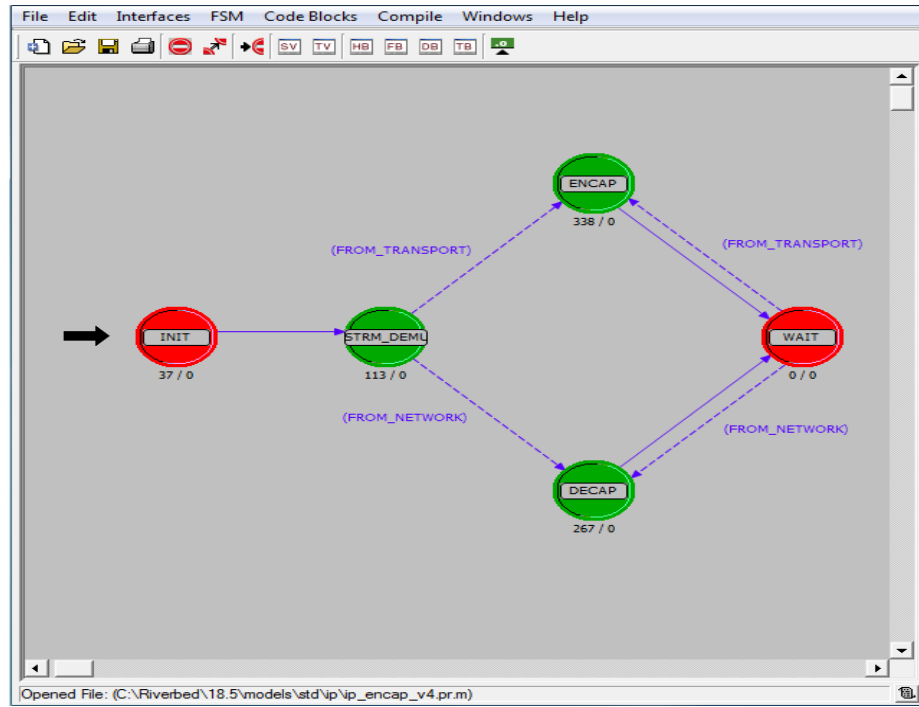 File Edit Interfaces FSM Code Blocks Compile Windows Help
SV TV HB FB DB TB
ENCAP
338 / 0
(FROM_TRANSPORT) (FROM_TRANSPORT)
INIT STRM_DEMU WAIT
37 / 0 113 / 0 0 / 0
(FROM_NETWORK) (FROM_NETWORK)
DECAP
267 / 0
Opened File: (C:\Riverbed\18.5\models\std\ip\ip_encap_v4.pr.m)